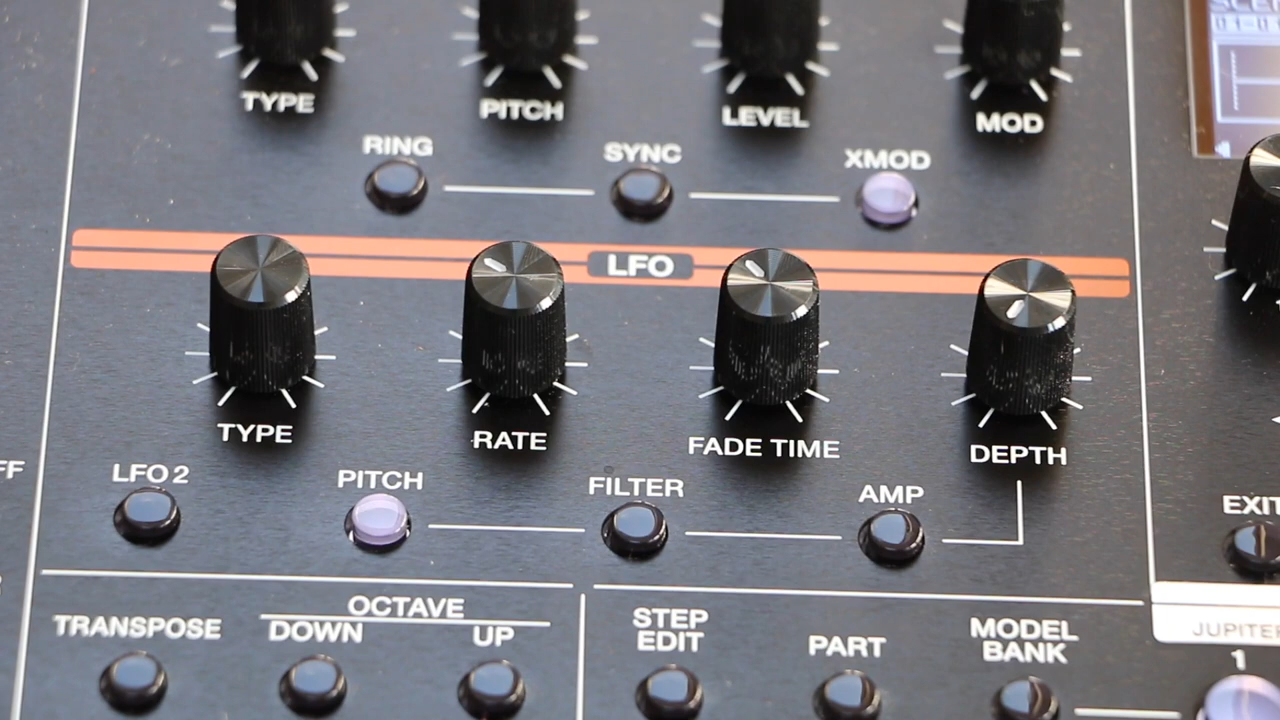 TYPE PITCH LEVEL MOD
RING SYNC XMOD
LFO
TYPE RATE FADE TIME DEPTH
LFO 2 PITCH FILTER AMP EXIT
OCTAVE
TRANSPOSE DOWN UP STEP EDIT PART MODEL BANK
JUPITER
1